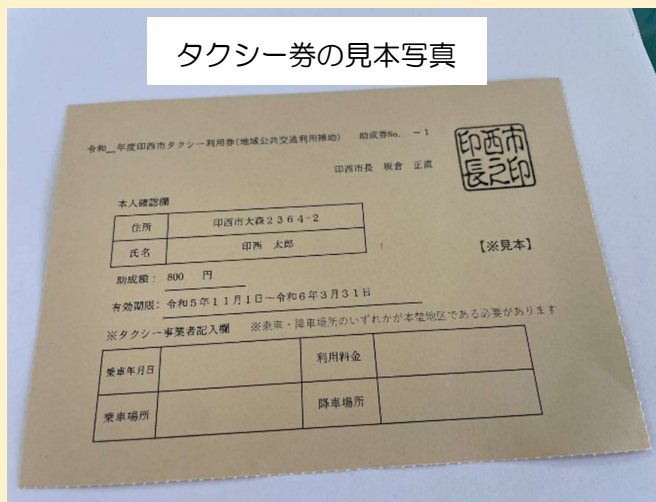 タクシー券の見本写真
令和__年度印西市タクシー利用券(地域公共交通利用補助) 助成券No. －1
印西市長 板倉 正直
印西市長之印
本人確認欄
住所 印西市大森2364-2
氏名 印西 太郎
【※見本】
助成額： 800 円
有効期限：令和5年11月1日～令和6年3月31日
※タクシー事業者記入欄 ※乗車・降車場所のいずれかが本埜地区である必要があります
乗車年月日 利用料金
乗車場所 降車場所